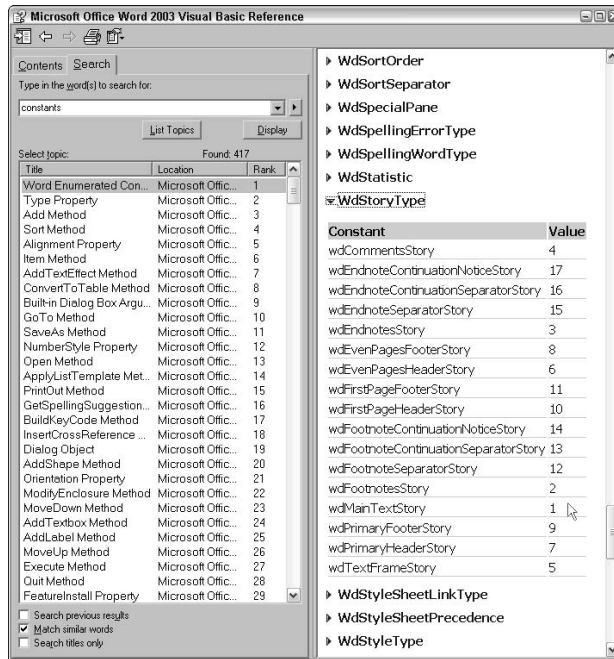 Microsoft Office Word 2003 Visual Basic Reference
Contents Search
Type in the word(s) to search for:
constants
List Topics Display
Select topic: Found: 417
Title Location Rank
Word Enumerated Con... Microsoft Offic... 1
Type Property Microsoft Offic... 2
Add Method Microsoft Offic... 3
Sort Method Microsoft Offic... 4
Alignment Property Microsoft Offic... 5
Item Method Microsoft Offic... 6
AddTextEffect Method Microsoft Offic... 7
ConvertToTable Method Microsoft Offic... 8
Built-in Dialog Box Argu... Microsoft Offic... 9
GoTo Method Microsoft Offic... 10
SaveAs Method Microsoft Offic... 11
NumberStyle Property Microsoft Offic... 12
Open Method Microsoft Offic... 13
ApplyListTemplate Met... Microsoft Offic... 14
PrintOut Method Microsoft Offic... 15
GetSpellingSuggestion... Microsoft Offic... 16
BuildKeyCode Method Microsoft Offic... 17
InsertCrossReference ... Microsoft Offic... 18
Dialog Object Microsoft Offic... 19
AddShape Method Microsoft Offic... 20
Orientation Property Microsoft Offic... 21
ModifyEnclosure Method Microsoft Offic... 22
MoveDown Method Microsoft Offic... 23
AddTextbox Method Microsoft Offic... 24
AddLabel Method Microsoft Offic... 25
MoveUp Method Microsoft Offic... 26
Execute Method Microsoft Offic... 27
Quit Method Microsoft Offic... 28
FeatureInstall Property Microsoft Offic... 29
Search previous results
Match similar words
Search titles only
WdSortOrder
WdSortSeparator
WdSpecialPane
WdSpellingErrorType
WdSpellingWordType
WdStatistic
WdStoryType
Constant Value
wdCommentsStory 4
wdEndnoteContinuationNoticeStory 17
wdEndnoteContinuationSeparatorStory 16
wdEndnoteSeparatorStory 15
wdEndnotesStory 3
wdEvenPagesFooterStory 8
wdEvenPagesHeaderStory 6
wdFirstPageFooterStory 11
wdFirstPageHeaderStory 10
wdFootnoteContinuationNoticeStory 14
wdFootnoteContinuationSeparatorStory 13
wdFootnoteSeparatorStory 12
wdFootnotesStory 2
wdMainTextStory 1
wdPrimaryFooterStory 9
wdPrimaryHeaderStory 7
wdTextFrameStory 5
WdStyleSheetLinkType
WdStyleSheetPrecedence
WdStyleType